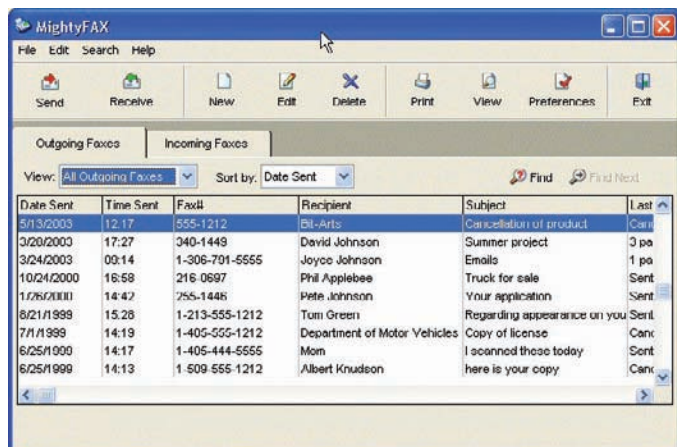 MightyFAX
File Edit Search Help
Send Receive New Edit Delete Print View Preferences Exit
Outgoing Faxes Incoming Faxes
View: All Outgoing Faxes Sort by: Date Sent Find Find Next
Date Sent Time Sent Fax# Recipient Subject Last
5/13/2003 12:17 555-1212 Bit-Arts Cancellation of product Canc
3/20/2003 17:27 340-1449 David Johnson Summer project 3 pa
3/24/2003 09:14 1-306-791-5555 Joyce Johnson Emails 1 pa
10/24/2000 16:58 216-0697 Phil Applebee Truck for sale Sent
1/26/2000 14:42 255-1446 Pete Johnson Your application Sent
8/21/1999 15:28 1-213-555-1212 Tom Green Regarding appearance on you Sent
7/1/1999 14:19 1-405-555-1212 Department of Motor Vehicles Copy of license Canc
6/25/1999 14:17 1-405-444-5555 Mom I scanned these today Sent
6/25/1999 14:13 1-509-555-1212 Albert Knudson here is your copy Canc